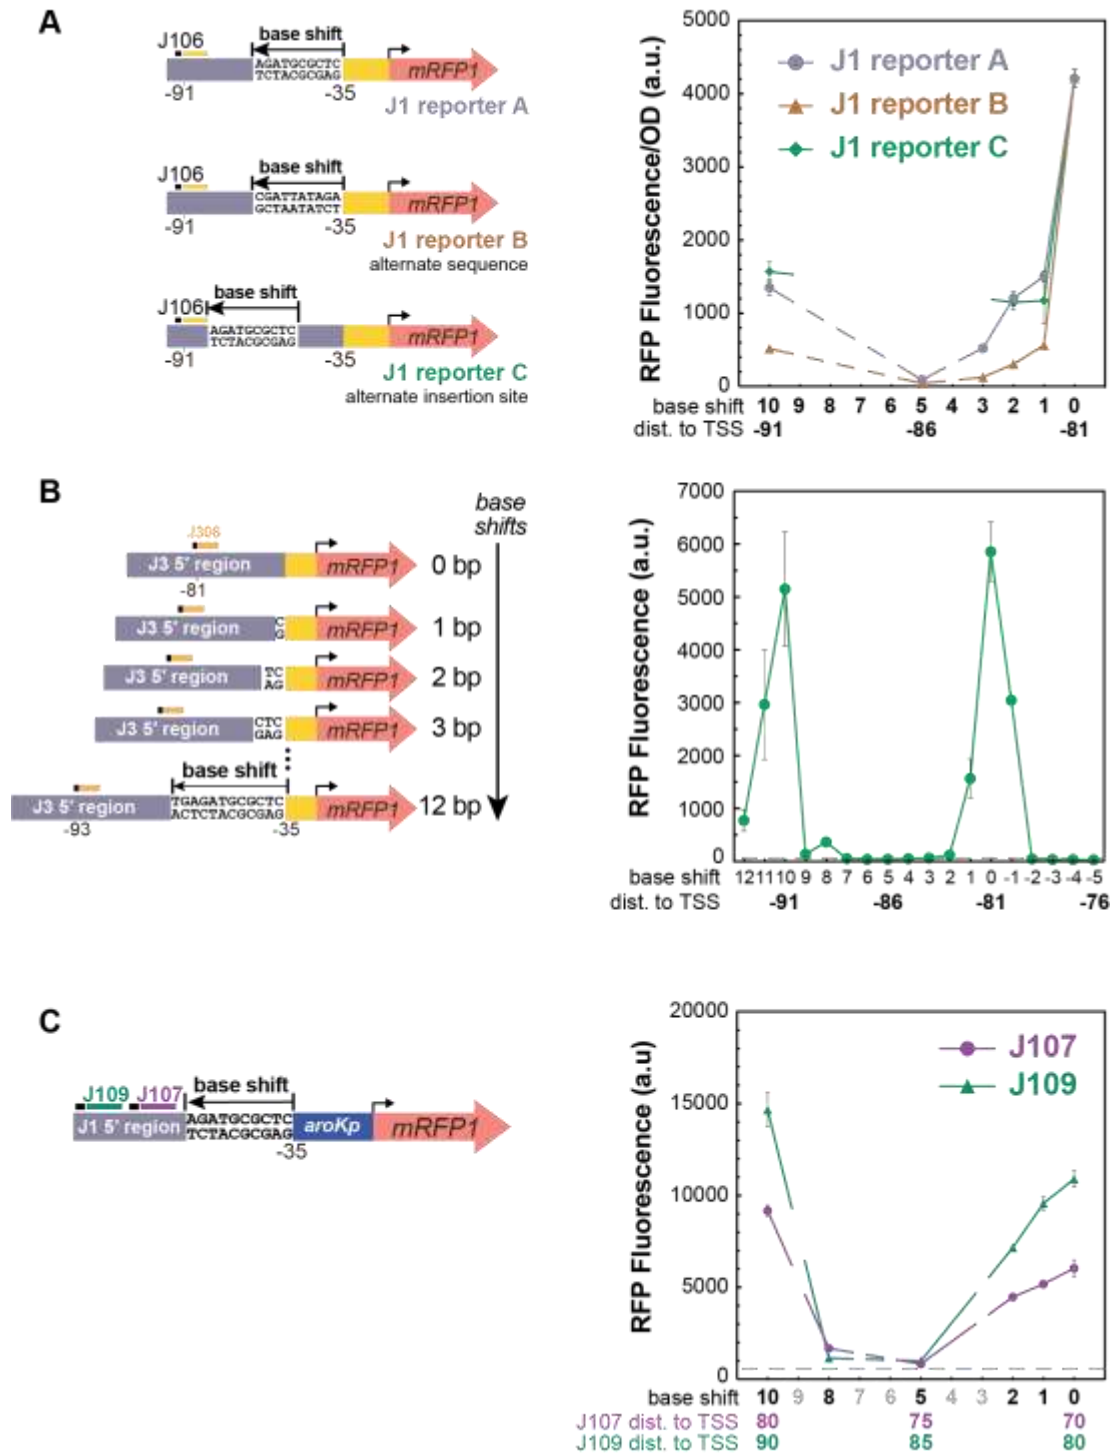 A
J106
base shift
AGATGCGCTC
TCTACGCGAG
mRFP1
-91
-35
J1 reporter A
J106
base shift
CGATTATAGA
GCTAATATCT
mRFP1
-91
-35
J1 reporter B
alternate sequence
base shift
J106
AGATGCGCTC
TCTACGCGAG
mRFP1
-91
-35
J1 reporter C
alternate insertion site
RFP Fluorescence/OD (a.u.)
5000
4000
3000
2000
1000
0
J1 reporter A
J1 reporter B
J1 reporter C
base shift 10 9 8 7 6 5 4 3 2 1 0
dist. to TSS -91 -86 -81
B
base
shifts
J306
J3 5' region
mRFP1
0 bp
-81
J3 5' region
C
G
mRFP1
1 bp
J3 5' region
TC
AG
mRFP1
2 bp
J3 5' region
CTC
GAG
mRFP1
3 bp
base shift
J3 5' region
TGAGATGCGCTC
ACTCTACGCGAG
mRFP1
12 bp
-93
-35
RFP Fluorescence (a.u.)
7000
6000
5000
4000
3000
2000
1000
0
base shift 12 11 10 9 8 7 6 5 4 3 2 1 0 -1 -2 -3 -4 -5
dist. to TSS -91 -86 -81 -76
C
J109 J107
base shift
J1 5' region
AGATGCGCTC
TCTACGCGAG
aroKp
mRFP1
-35
RFP Fluorescence (a.u)
20000
15000
10000
5000
0
J107
J109
base shift 10 9 8 7 6 5 4 3 2 1 0
J107 dist. to TSS 80 75 70
J109 dist. to TSS 90 85 80